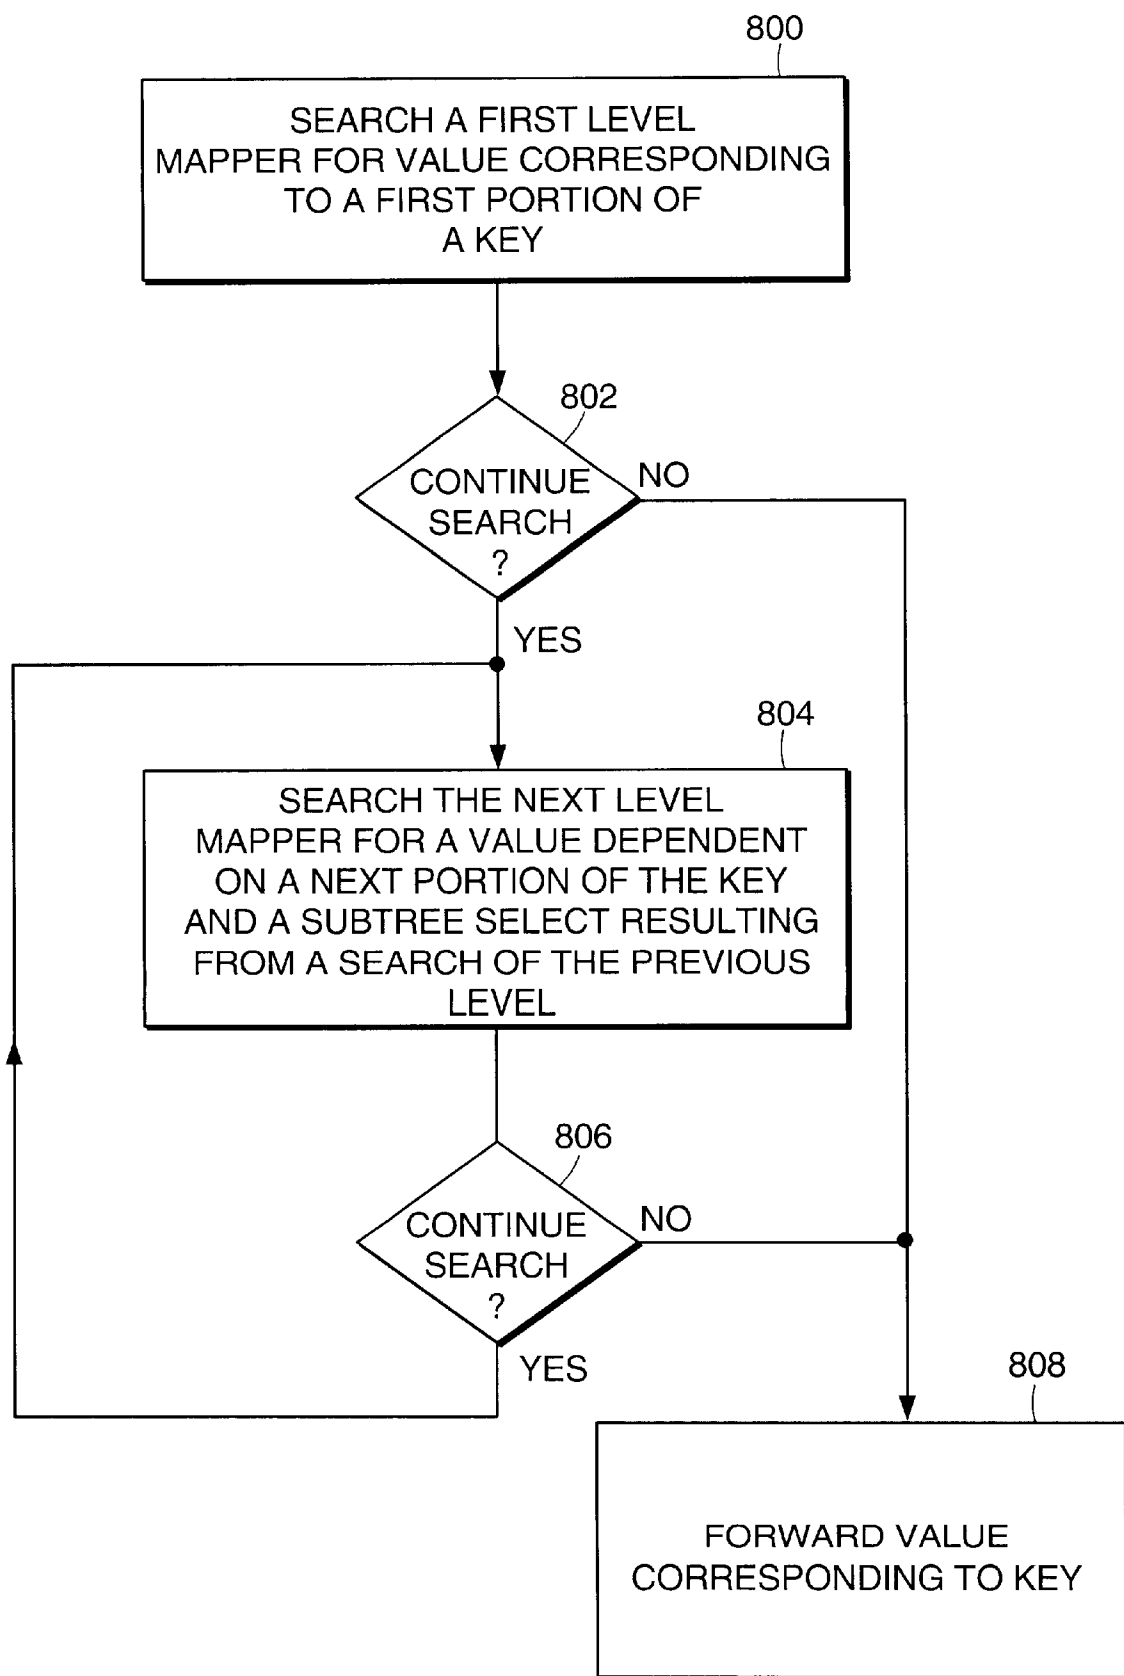 800
SEARCH A FIRST LEVEL
MAPPER FOR VALUE CORRESPONDING
TO A FIRST PORTION OF
A KEY
802
CONTINUE
SEARCH
?
NO
YES
804
SEARCH THE NEXT LEVEL
MAPPER FOR A VALUE DEPENDENT
ON A NEXT PORTION OF THE KEY
AND A SUBTREE SELECT RESULTING
FROM A SEARCH OF THE PREVIOUS
LEVEL
806
CONTINUE
SEARCH
?
NO
YES
808
FORWARD VALUE
CORRESPONDING TO KEY